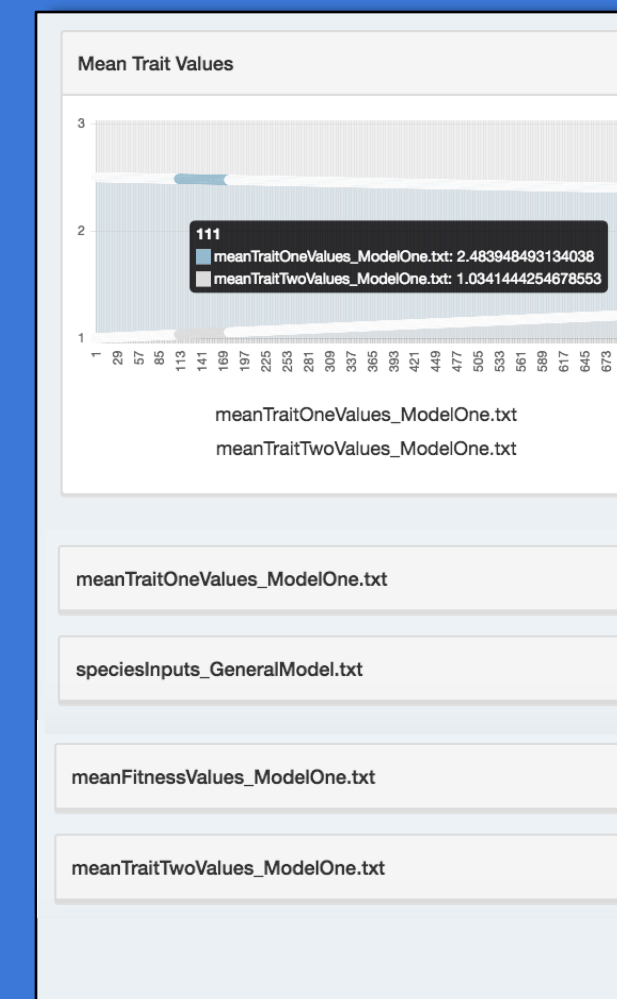 Mean Trait Values
3
2
1
111
meanTraitOneValues_ModelOne.txt: 2.483948493134038
meanTraitTwoValues_ModelOne.txt: 1.0341444254678553
1 29 57 85 113 141 169 197 225 253 281 309 337 365 393 421 449 477 505 533 561 589 617 645 673
meanTraitOneValues_ModelOne.txt
meanTraitTwoValues_ModelOne.txt
meanTraitOneValues_ModelOne.txt
speciesInputs_GeneralModel.txt
meanFitnessValues_ModelOne.txt
meanTraitTwoValues_ModelOne.txt